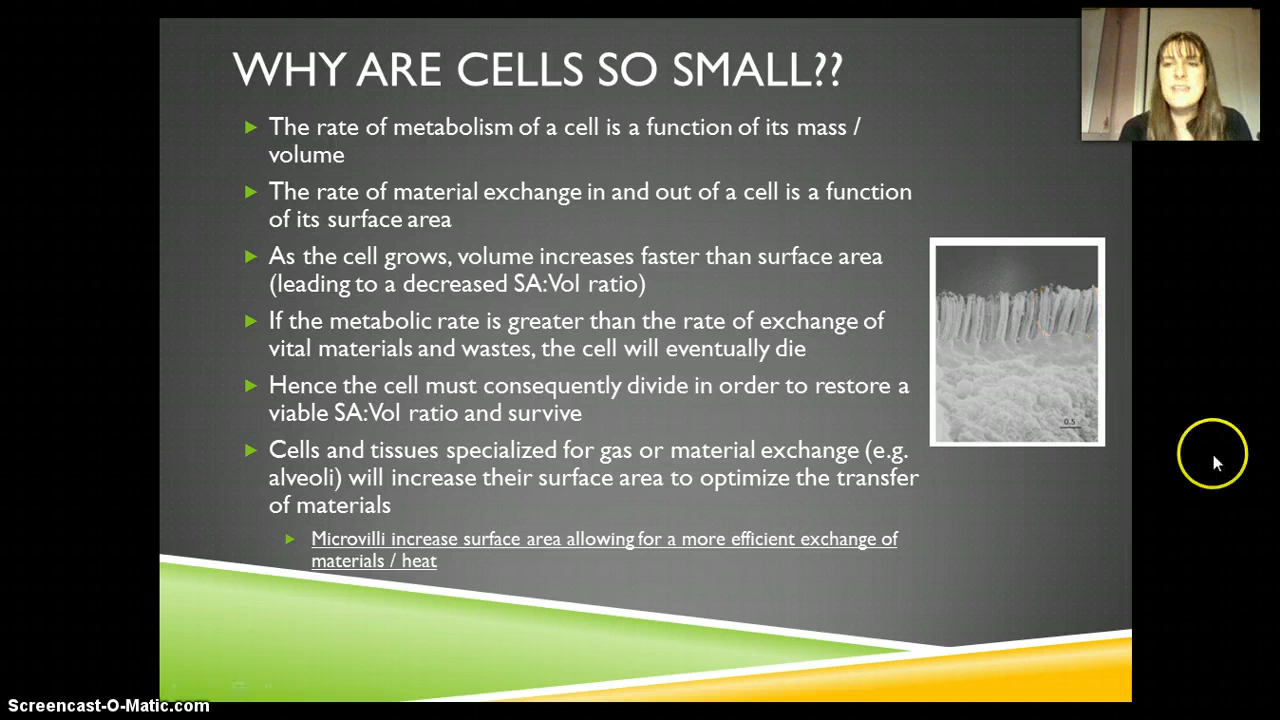 WHY ARE CELLS SO SMALL??
The rate of metabolism of a cell is a function of its mass /
volume
The rate of material exchange in and out of a cell is a function
of its surface area
As the cell grows, volume increases faster than surface area
(leading to a decreased SA:Vol ratio)
If the metabolic rate is greater than the rate of exchange of
vital materials and wastes, the cell will eventually die
Hence the cell must consequently divide in order to restore a
viable SA:Vol ratio and survive
Cells and tissues specialized for gas or material exchange (e.g.
alveoli) will increase their surface area to optimize the transfer
of materials
Microvilli increase surface area allowing for a more efficient exchange of
materials / heat
0.5
Screencast-O-Matic.com